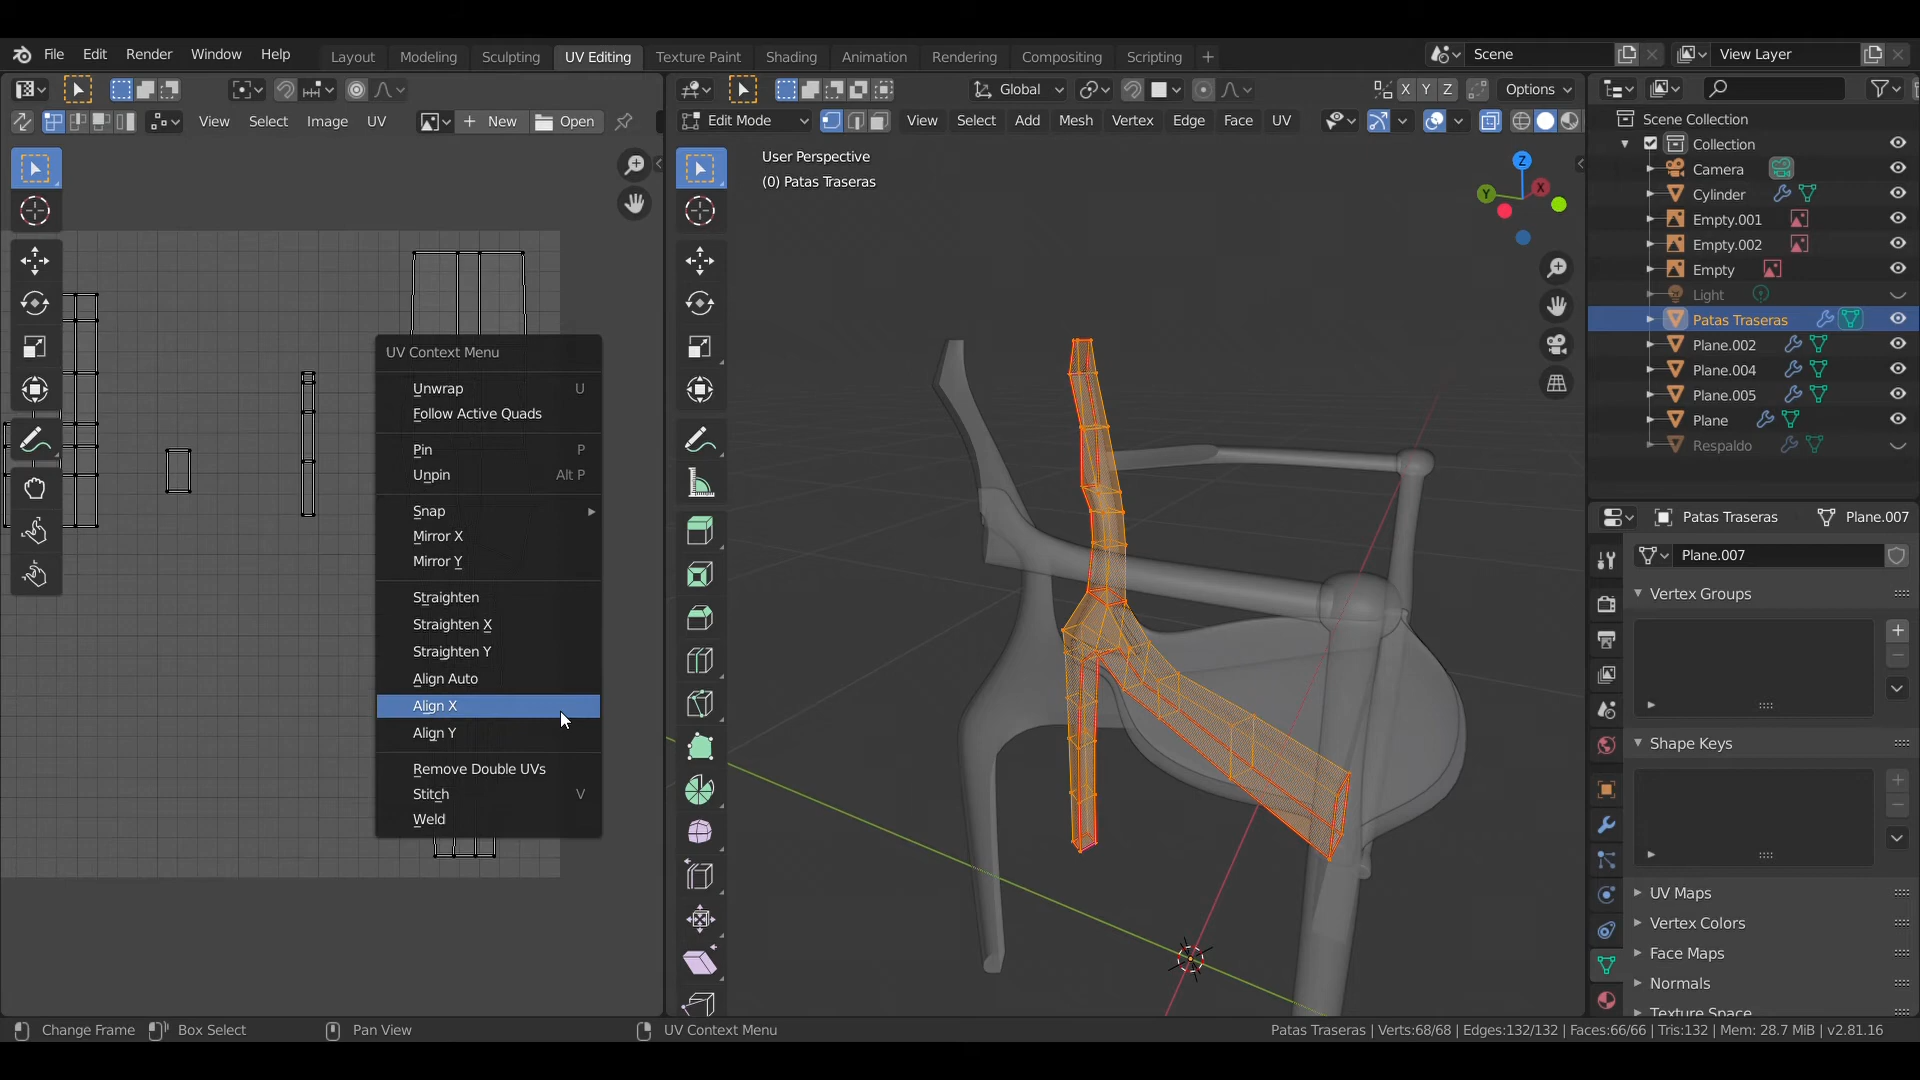 File Edit Render Window Help Layout Modeling Sculpting UV Editing Texture Paint Shading Animation Rendering Compositing Scripting Scene View Layer
Global X Y Z Options
View Select Image UV New Open Edit Mode View Select Add Mesh Vertex Edge Face UV
User Perspective
(0) Patas Traseras
Z
Y
X
Scene Collection
Collection
Camera
Cylinder
Empty.001
Empty.002
Empty
Light
Patas Traseras
Plane.002
Plane.004
Plane.005
Plane
Respaldo
UV Context Menu
Unwrap U
Follow Active Quads
Pin P
Unpin Alt P
Snap
Mirror X
Mirror Y
Straighten
Straighten X
Straighten Y
Align Auto
Align X
Align Y
Remove Double UVs
Stitch V
Weld
Patas Traseras Plane.007
Plane.007
Vertex Groups
Shape Keys
UV Maps
Vertex Colors
Face Maps
Normals
Texture Space
Change Frame Box Select Pan View UV Context Menu Patas Traseras | Verts:68/68 | Edges:132/132 | Faces:66/66 | Tris:132 | Mem: 28.7 MiB | v2.81.16